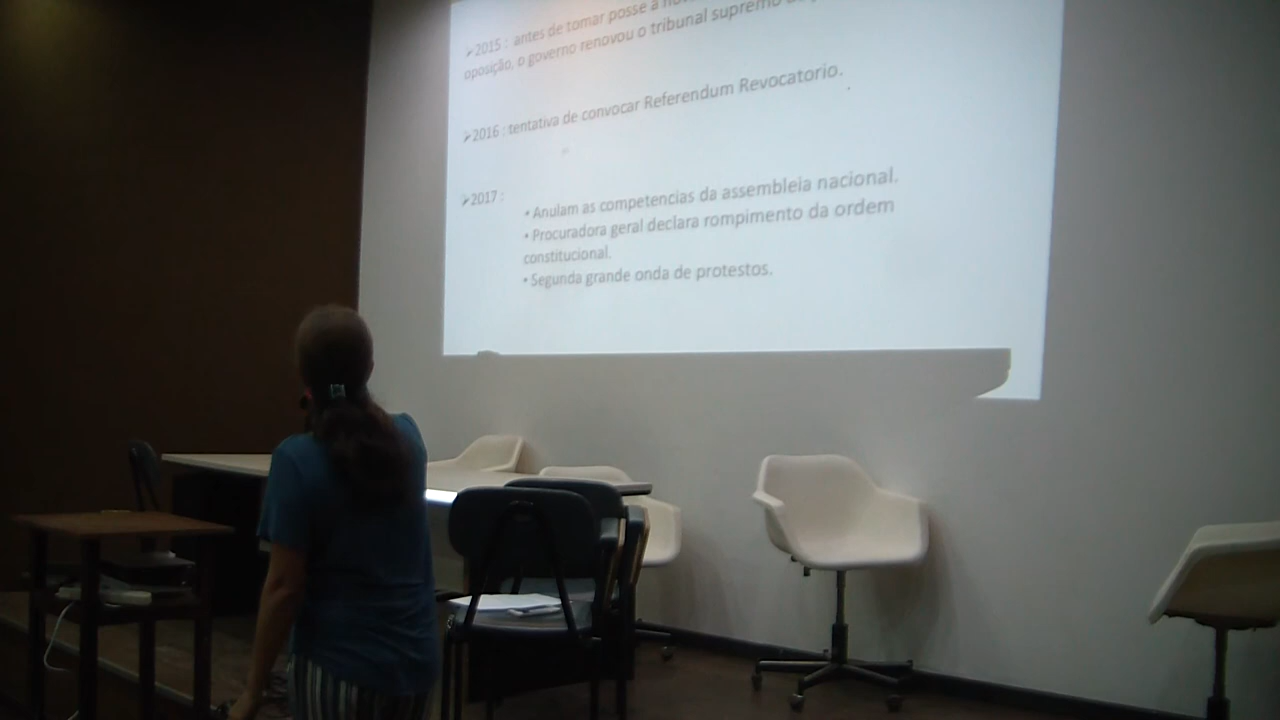 ➢2015 : antes de tomar posse a
oposição, o governo renovou o tribunal supremo
➢2016 : tentativa de convocar Referendum Revocatorio.
➢2017 :
• Anulam as competencias da assembleia nacional.
• Procuradora geral declara rompimento da ordem
constitucional.
• Segunda grande onda de protestos.